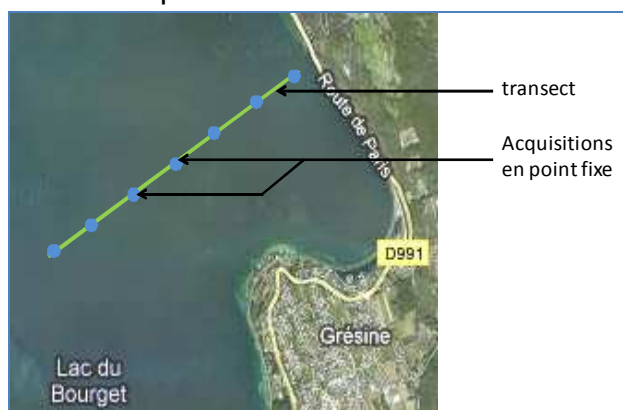 transect
Route de Paris
Acquisitions
en point fixe
D991
Grésine
Lac du
Bourget